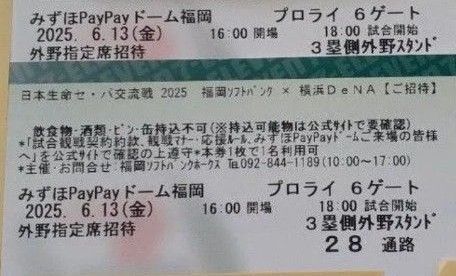 みずほPayPayドーム福岡 プロライ 6ゲート
2025. 6.13(金) 16:00 開場 18:00 試合開始
外野指定席招待 3塁側外野スタンド
日本生命セ・パ交流戦 2025 福岡ソフトバンク × 横浜DeNA【ご招待】
飲食物・酒類・ビン・缶持込不可(※持込可能物は公式サイトで要確認)
*「試合観戦契約約款、観戦マナー・応援ルール、みずほPayPayドームご来場の皆様
へ」を公式サイトで確認の上遵守*本券1枚で1名利用可
*主催・お問合せ:福岡ソフトバンクホークス ℡092-844-1189(10:00~17:00)
みずほPayPayドーム福岡 プロライ 6ゲート
2025. 6.13(金) 16:00 開場 18:00 試合開始
外野指定席招待 3塁側外野スタンド
28 通路